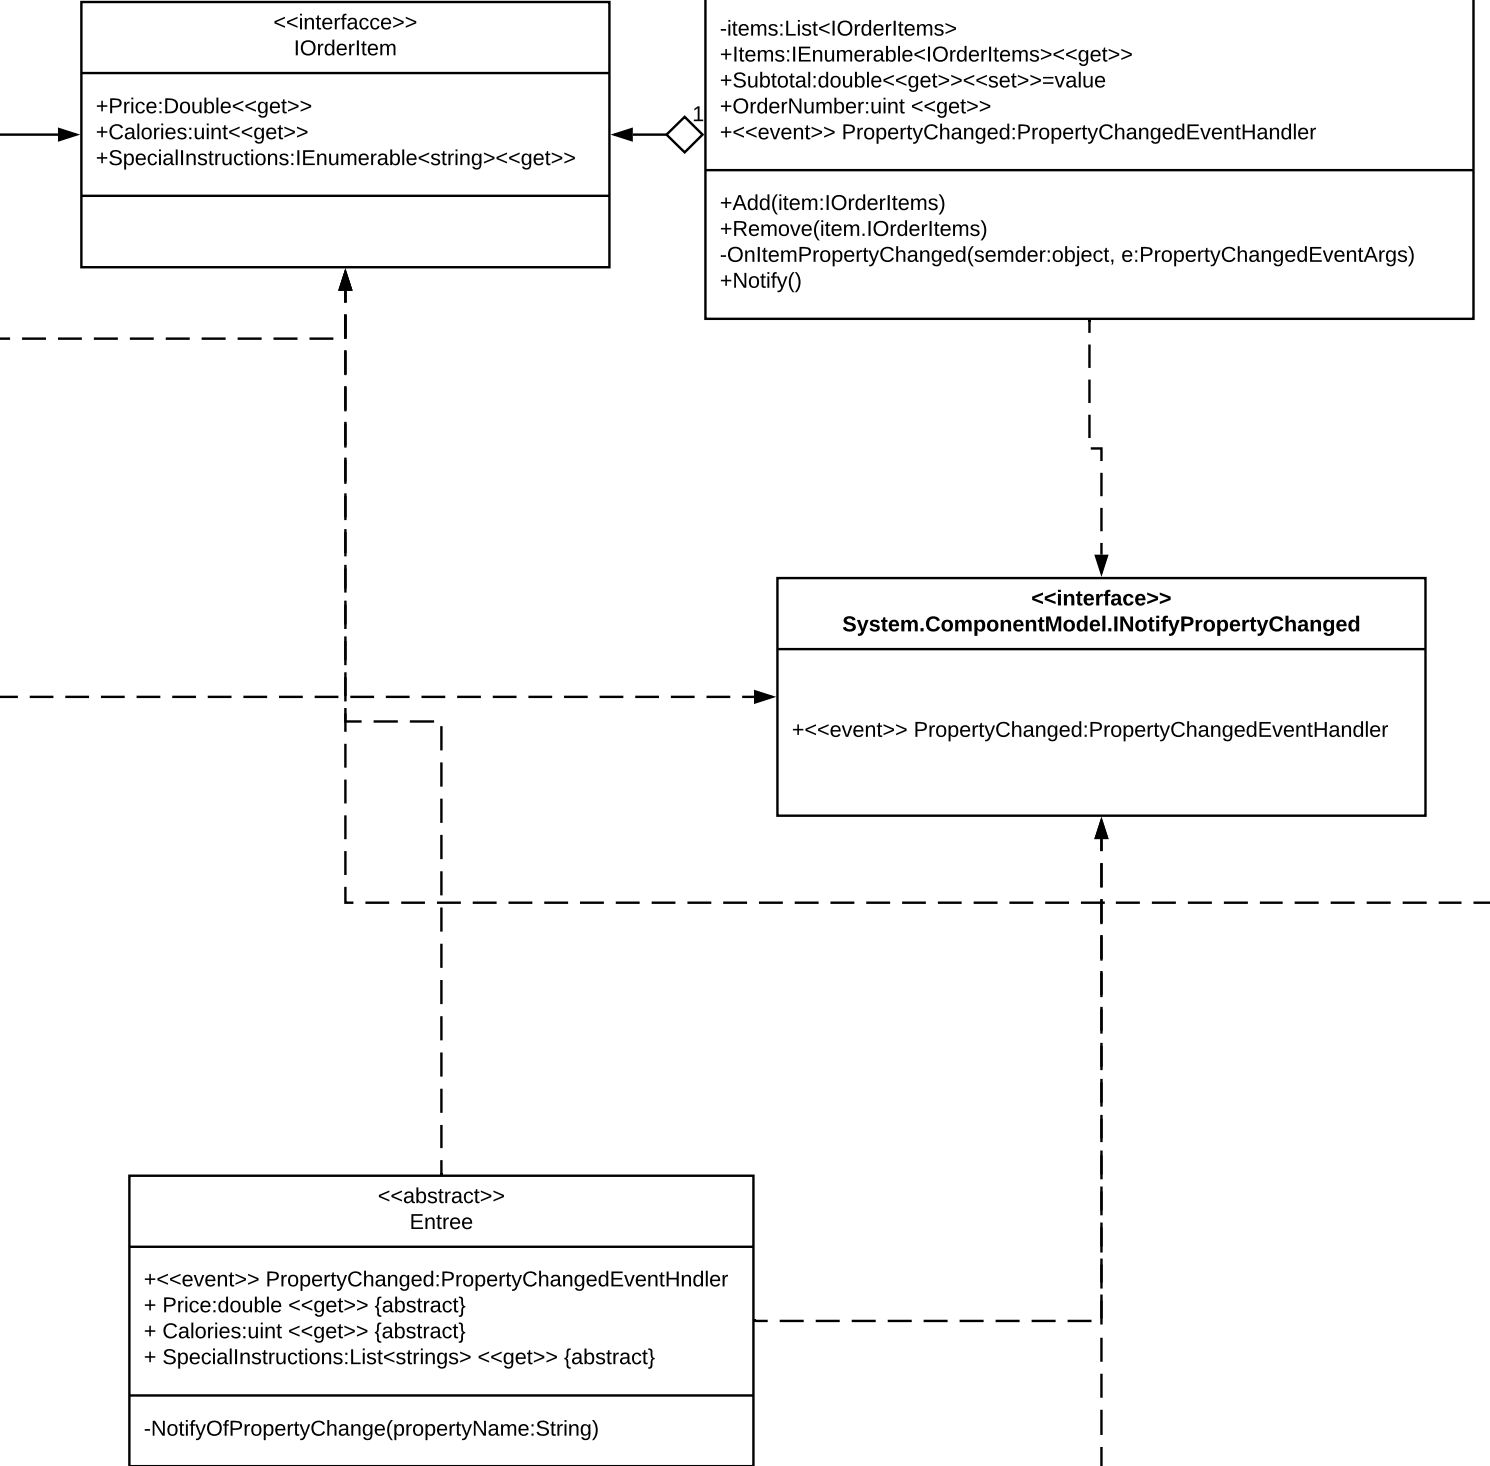 <<interfacce>>
IOrderItem
+Price:Double<<get>>
+Calories:uint<<get>>
+SpecialInstructions:IEnumerable<string><<get>>
1
-items:List<IOrderItems>
+Items:IEnumerable<IOrderItems><<get>>
+Subtotal:double<<get>><<set>>=value
+OrderNumber:uint <<get>>
+<<event>> PropertyChanged:PropertyChangedEventHandler
+Add(item:IOrderItems)
+Remove(item.IOrderItems)
-OnItemPropertyChanged(semder:object, e:PropertyChangedEventArgs)
+Notify()
<<interface>>
System.ComponentModel.INotifyPropertyChanged
+<<event>> PropertyChanged:PropertyChangedEventHandler
<<abstract>>
Entree
+<<event>> PropertyChanged:PropertyChangedEventHndler
+ Price:double <<get>> {abstract}
+ Calories:uint <<get>> {abstract}
+ SpecialInstructions:List<strings> <<get>> {abstract}
-NotifyOfPropertyChange(propertyName:String)